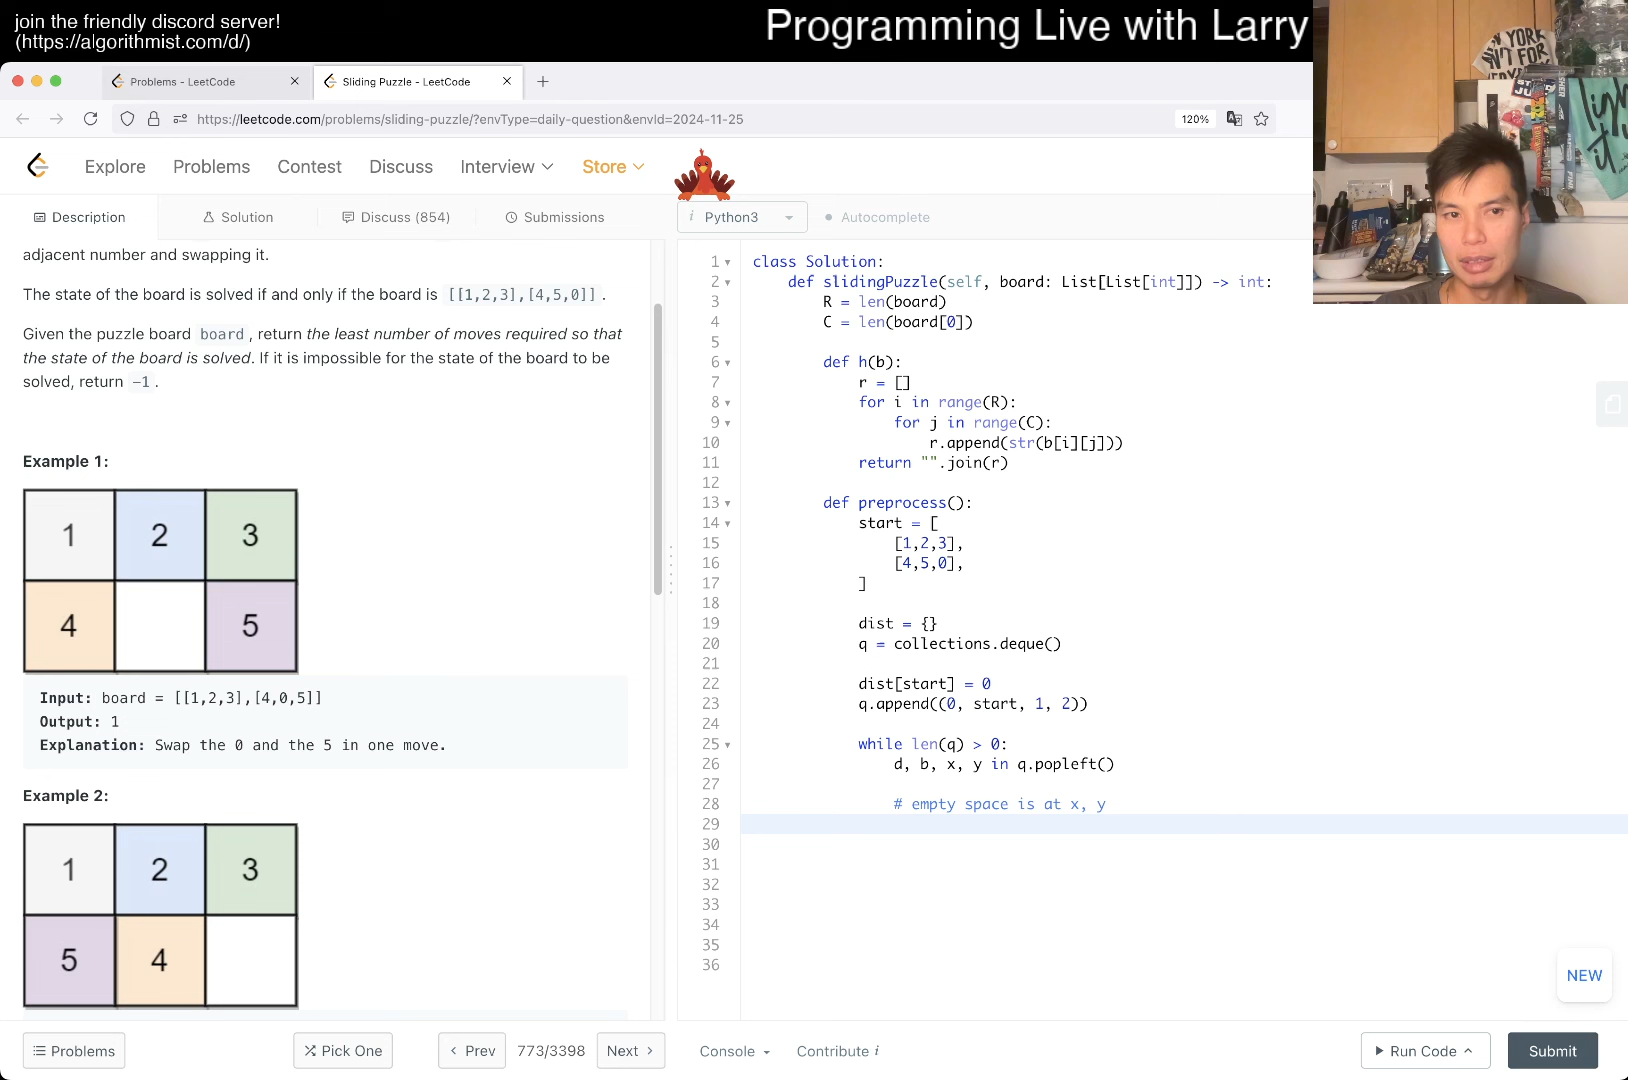 join the friendly discord server!
(https://algorithmist.com/d/)
Programming Live with Larry
Problems - LeetCode
Sliding Puzzle - LeetCode
https://leetcode.com/problems/sliding-puzzle/?envType=daily-question&envId=2024-11-25
120%
Explore Problems Contest Discuss Interview Store
Description Solution Discuss (854) Submissions
i Python3 Autocomplete
adjacent number and swapping it.
The state of the board is solved if and only if the board is [[1,2,3],[4,5,0]].
Given the puzzle board board, return the least number of moves required so that
the state of the board is solved. If it is impossible for the state of the board to be
solved, return -1.
Example 1:
1 2 3
4 5
Input: board = [[1,2,3],[4,0,5]]
Output: 1
Explanation: Swap the 0 and the 5 in one move.
Example 2:
1 2 3
5 4
1 class Solution:
2 def slidingPuzzle(self, board: List[List[int]]) -> int:
3 R = len(board)
4 C = len(board[0])
5
6 def h(b):
7 r = []
8 for i in range(R):
9 for j in range(C):
10 r.append(str(b[i][j]))
11 return "".join(r)
12
13 def preprocess():
14 start = [
15 [1,2,3],
16 [4,5,0],
17 ]
18
19 dist = {}
20 q = collections.deque()
21
22 dist[start] = 0
23 q.append((0, start, 1, 2))
24
25 while len(q) > 0:
26 d, b, x, y in q.popleft()
27
28 # empty space is at x, y
29
30
31
32
33
34
35
36
NEW
Problems Pick One Prev 773/3398 Next Console Contribute i Run Code Submit